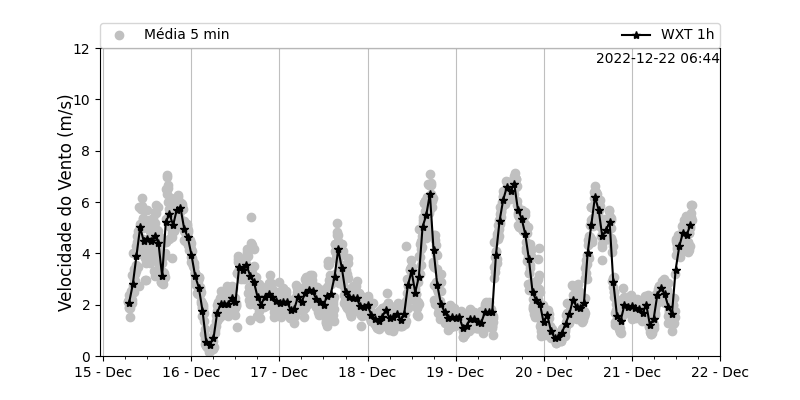 Média 5 min
WXT 1h
2022-12-22 06:44
Velocidade do Vento (m/s)
12
10
8
6
4
2
0
15 - Dec
16 - Dec
17 - Dec
18 - Dec
19 - Dec
20 - Dec
21 - Dec
22 - Dec